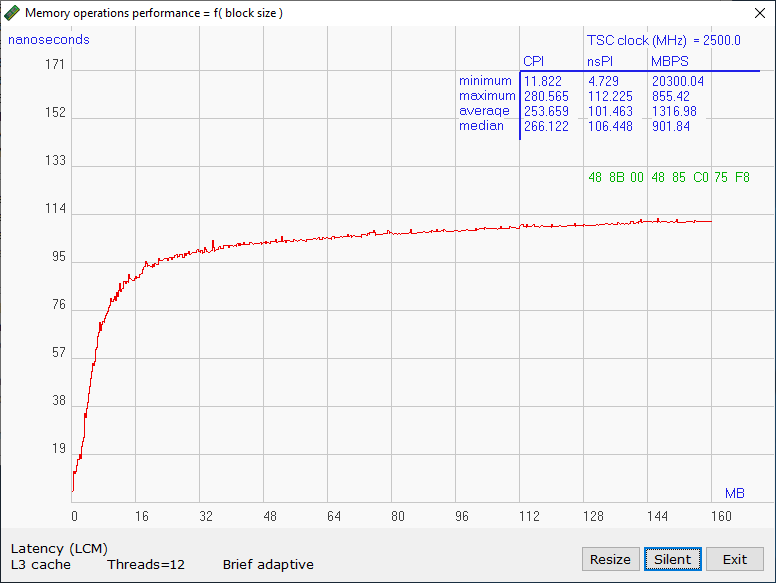 Memory operations performance = f( block size )
nanoseconds
TSC clock (MHz) = 2500.0
CPI nsPI MBPS
minimum 11.822 4.729 20300.04
maximum 280.565 112.225 855.42
average 253.659 101.463 1316.98
median 266.122 106.448 901.84
48 8B 00 48 85 C0 75 F8
171
152
133
114
95
76
57
38
19
MB
0 16 32 48 64 80 96 112 128 144 160
Latency (LCM)
L3 cache Threads=12 Brief adaptive
Resize Silent Exit